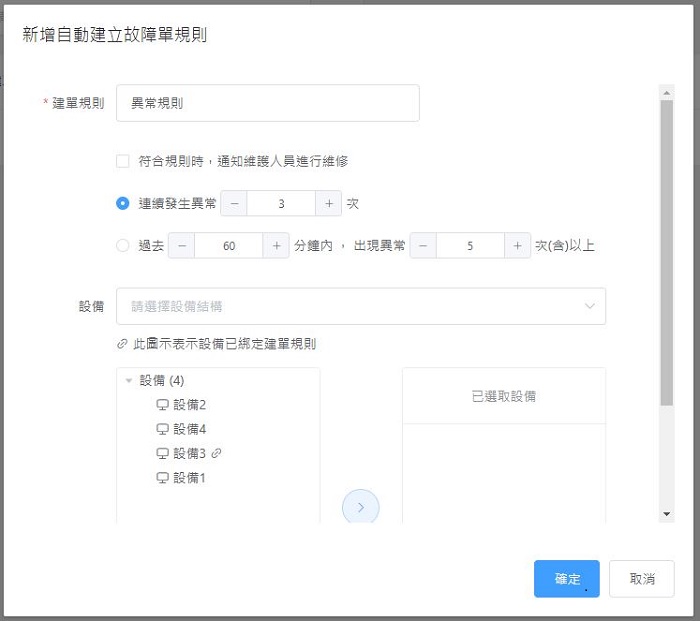 新增自動建立故障單規則
* 建單規則 異常規則
符合規則時，通知維護人員進行維修
連續發生異常 − 3 + 次
過去 − 60 + 分鐘內 ， 出現異常 − 5 + 次(含)以上
設備 請選擇設備結構
此圖示表示設備已綁定建單規則
設備 (4)
已選取設備
設備2
設備4
設備3
設備1
確定 取消